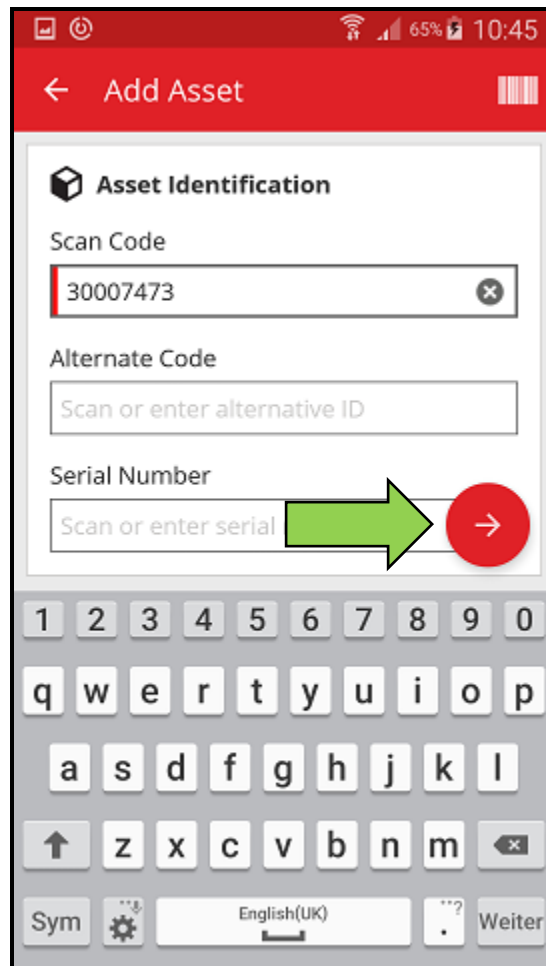 65% 10:45
Add Asset
Asset Identification
Scan Code
30007473
Alternate Code
Scan or enter alternative ID
Serial Number
Scan or enter serial
1 2 3 4 5 6 7 8 9 0
q w e r t y u i o p
a s d f g h j k l
z x c v b n m
Sym English(UK) . ? Weiter